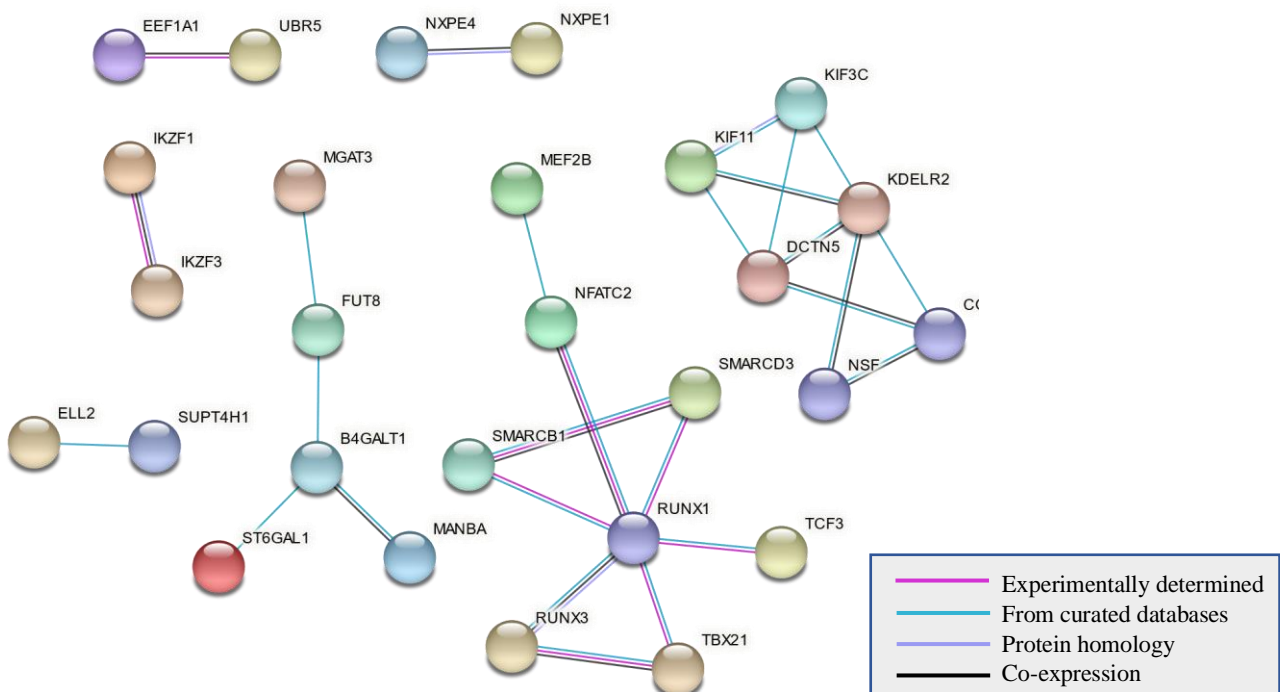 EEF1A1
UBR5
NXPE4
NXPE1
KIF3C
IKZF1
KIF11
MGAT3
MEF2B
KDELR2
DCTN5
IKZF3
FUT8
NFATC2
NSF
SMARCD3
ELL2
SUPT4H1
B4GALT1
SMARCB1
RUNX1
TCF3
MANBA
ST6GAL1
RUNX3
TBX21
Experimentally determined
From curated databases
Protein homology
Co-expression